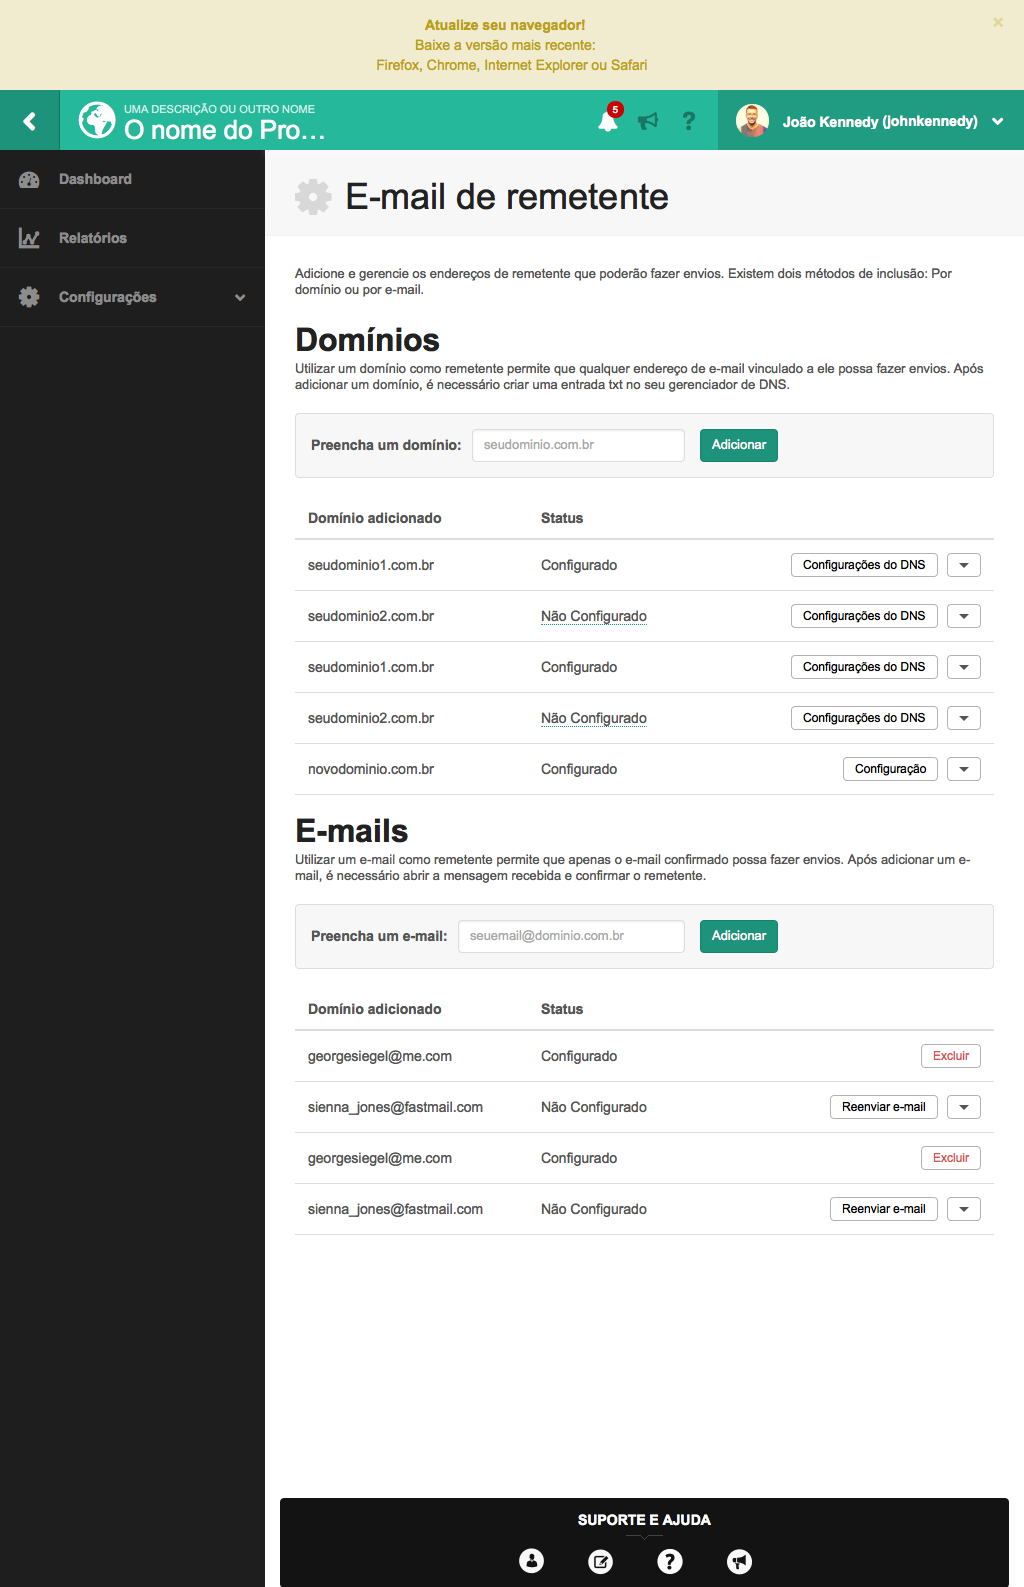 Atualize seu navegador!
×
Baixe a versão mais recente:
Firefox, Chrome, Internet Explorer ou Safari
UMA DESCRIÇÃO OU OUTRO NOME
O nome do Pro...
5
?
João Kennedy (johnkennedy)
Dashboard
Relatórios
Configurações
E-mail de remetente
Adicione e gerencie os endereços de remetente que poderão fazer envios. Existem dois métodos de inclusão: Por
domínio ou por e-mail.
Domínios
Utilizar um domínio como remetente permite que qualquer endereço de e-mail vinculado a ele possa fazer envios. Após
adicionar um domínio, é necessário criar uma entrada txt no seu gerenciador de DNS.
Preencha um domínio: seudominio.com.br Adicionar
Domínio adicionado Status
seudominio1.com.br Configurado Configurações do DNS
seudominio2.com.br Não Configurado Configurações do DNS
seudominio1.com.br Configurado Configurações do DNS
seudominio2.com.br Não Configurado Configurações do DNS
novodominio.com.br Configurado Configuração
E-mails
Utilizar um e-mail como remetente permite que apenas o e-mail confirmado possa fazer envios. Após adicionar um e-
mail, é necessário abrir a mensagem recebida e confirmar o remetente.
Preencha um e-mail: seuemail@dominio.com.br Adicionar
Domínio adicionado Status
georgesiegel@me.com Configurado Excluir
sienna_jones@fastmail.com Não Configurado Reenviar e-mail
georgesiegel@me.com Configurado Excluir
sienna_jones@fastmail.com Não Configurado Reenviar e-mail
SUPORTE E AJUDA
?